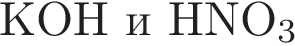 KOH и HNO₃